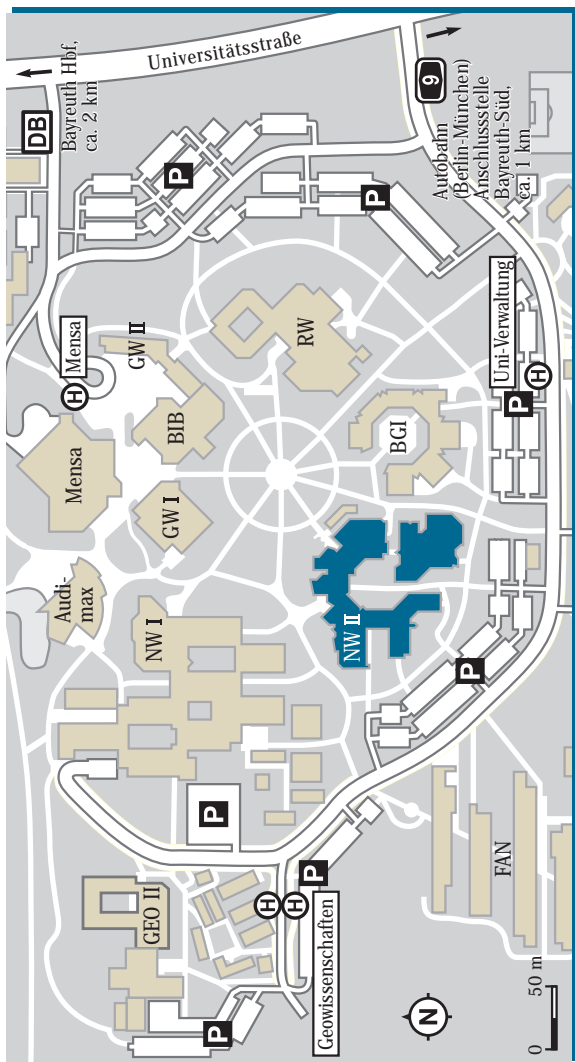 Universitätsstraße
DB
Bayreuth Hbf,
ca. 2 km
9
Autobahn
(Berlin-München)
Anschlussstelle
Bayreuth-Süd,
ca. 1 km
P
P
H
Mensa
GW II
RW
Uni-Verwaltung
H
P
Mensa
BIB
BGI
GW I
Audi-
max
NW I
NW II
P
P
P
FAN
GEO II
H
H
Geowissenschaften
P
N
0
50 m